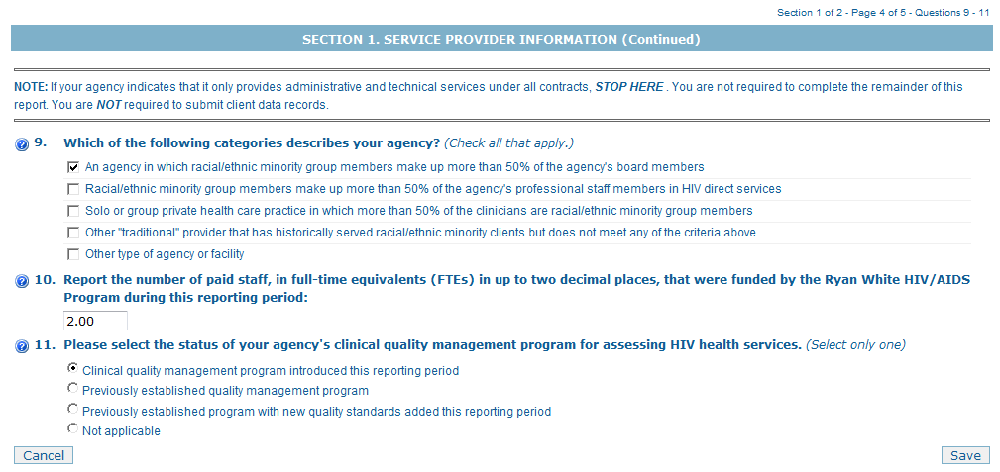 Section 1 of 2 - Page 4 of 5 - Questions 9 - 11
SECTION 1. SERVICE PROVIDER INFORMATION (Continued)
NOTE: If your agency indicates that it only provides administrative and technical services under all contracts, STOP HERE . You are not required to complete the remainder of this
report. You are NOT required to submit client data records.
? 9. Which of the following categories describes your agency? (Check all that apply.)
An agency in which racial/ethnic minority group members make up more than 50% of the agency's board members
Racial/ethnic minority group members make up more than 50% of the agency's professional staff members in HIV direct services
Solo or group private health care practice in which more than 50% of the clinicians are racial/ethnic minority group members
Other "traditional" provider that has historically served racial/ethnic minority clients but does not meet any of the criteria above
Other type of agency or facility
? 10. Report the number of paid staff, in full-time equivalents (FTEs) in up to two decimal places, that were funded by the Ryan White HIV/AIDS
Program during this reporting period:
2.00
? 11. Please select the status of your agency's clinical quality management program for assessing HIV health services. (Select only one)
Clinical quality management program introduced this reporting period
Previously established quality management program
Previously established program with new quality standards added this reporting period
Not applicable
Cancel Save